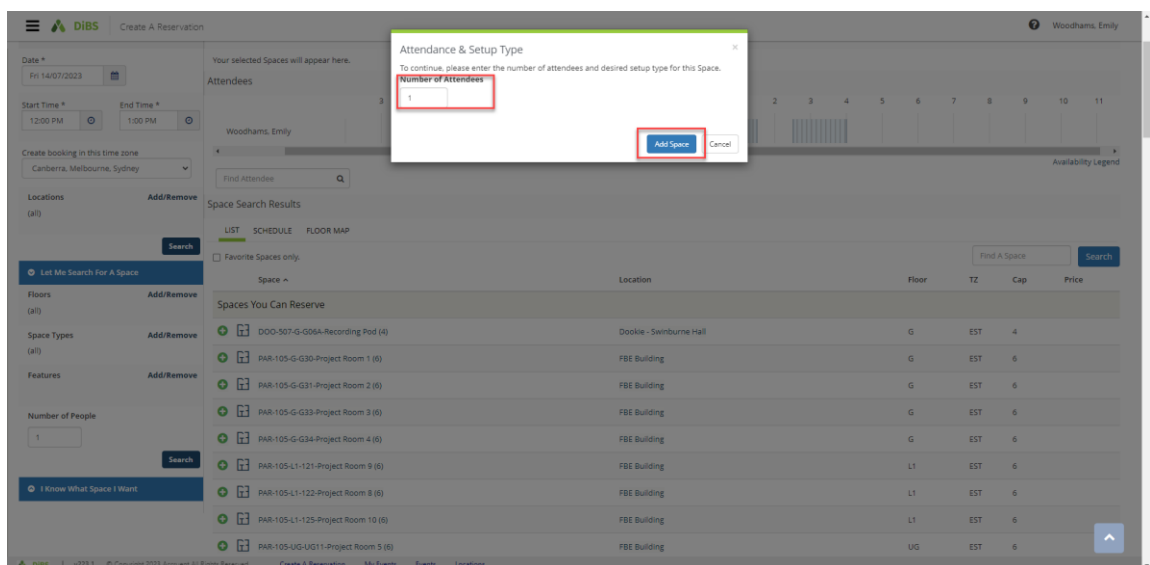 DiBS Create A Reservation
Woodhams, Emily
Attendance & Setup Type
×
To continue, please enter the number of attendees and desired setup type for this Space.
Number of Attendees
1
Add Space
Cancel
Date *
Fri 14/07/2023
Start Time *
End Time *
12:00 PM
1:00 PM
Create booking in this time zone
Canberra, Melbourne, Sydney
Locations
Add/Remove
(all)
Search
Let Me Search For A Space
Floors
Add/Remove
(all)
Space Types
Add/Remove
(all)
Features
Add/Remove
Number of People
1
Search
I Know What Space I Want
Your selected Spaces will appear here.
Attendees
3 2 3 4 5 6 7 8 9 10 11
Woodhams, Emily
Availability Legend
Find Attendee
Space Search Results
LIST SCHEDULE FLOOR MAP
Favorite Spaces only.
Find A Space
Search
Space Location Floor TZ Cap Price
Spaces You Can Reserve
DOO-507-G-G06A-Recording Pod (4) Dookie - Swinburne Hall G EST 4
PAR-105-G-G30-Project Room 1 (6) FBE Building G EST 6
PAR-105-G-G31-Project Room 2 (6) FBE Building G EST 6
PAR-105-G-G33-Project Room 3 (6) FBE Building G EST 6
PAR-105-G-G34-Project Room 4 (6) FBE Building G EST 6
PAR-105-L1-121-Project Room 9 (6) FBE Building L1 EST 6
PAR-105-L1-122-Project Room 8 (6) FBE Building L1 EST 6
PAR-105-L1-125-Project Room 10 (6) FBE Building L1 EST 6
PAR-105-UG-UG11-Project Room 5 (6) FBE Building UG EST 6